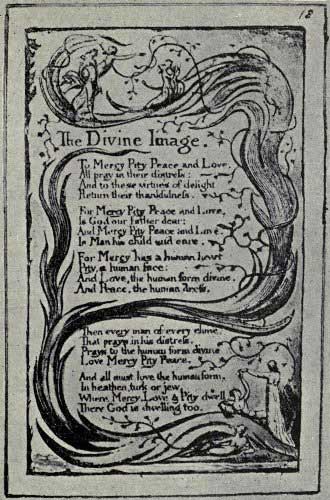 18
The Divine Image.
To Mercy Pity Peace and Love,
All pray in their distress:
And to these virtues of delight
Return their thankfulness.
For Mercy Pity Peace and Love,
Is God our father dear:
And Mercy Pity Peace and Love,
Is Man his child and care.
For Mercy has a human heart
Pity, a human face:
And Love, the human form divine,
And Peace, the human dress.
Then every man of every clime,
That prays in his distress,
Prays to the human form divine
Love Mercy Pity Peace.
And all must love the human form,
In heathen, turk or jew,
Where Mercy, Love & Pity dwell,
There God is dwelling too.